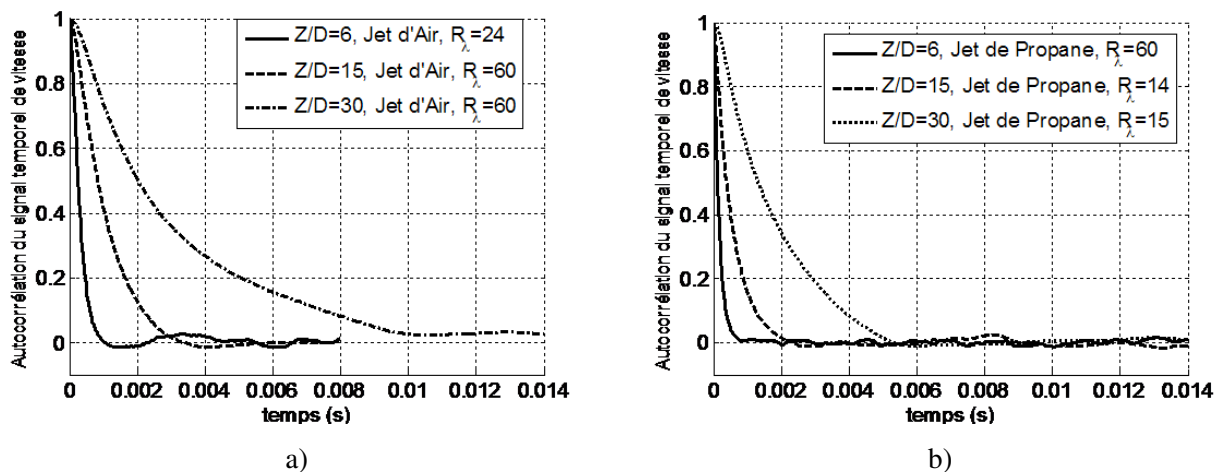 Autocorrélation du signal temporel de vitesse
1
0.8
0.6
0.4
0.2
0
0
0.002
0.004
0.006
0.008
0.01
0.012
0.014
temps (s)
Z/D=6, Jet d'Air, Rλ=24
Z/D=15, Jet d'Air, Rλ=60
Z/D=30, Jet d'Air, Rλ=60
a)
Autocorrélation du signal temporel de vitesse
1
0.8
0.6
0.4
0.2
0
0
0.002
0.004
0.006
0.008
0.01
0.012
0.014
temps (s)
Z/D=6, Jet de Propane, Rλ=60
Z/D=15, Jet de Propane, Rλ=14
Z/D=30, Jet de Propane, Rλ=15
b)